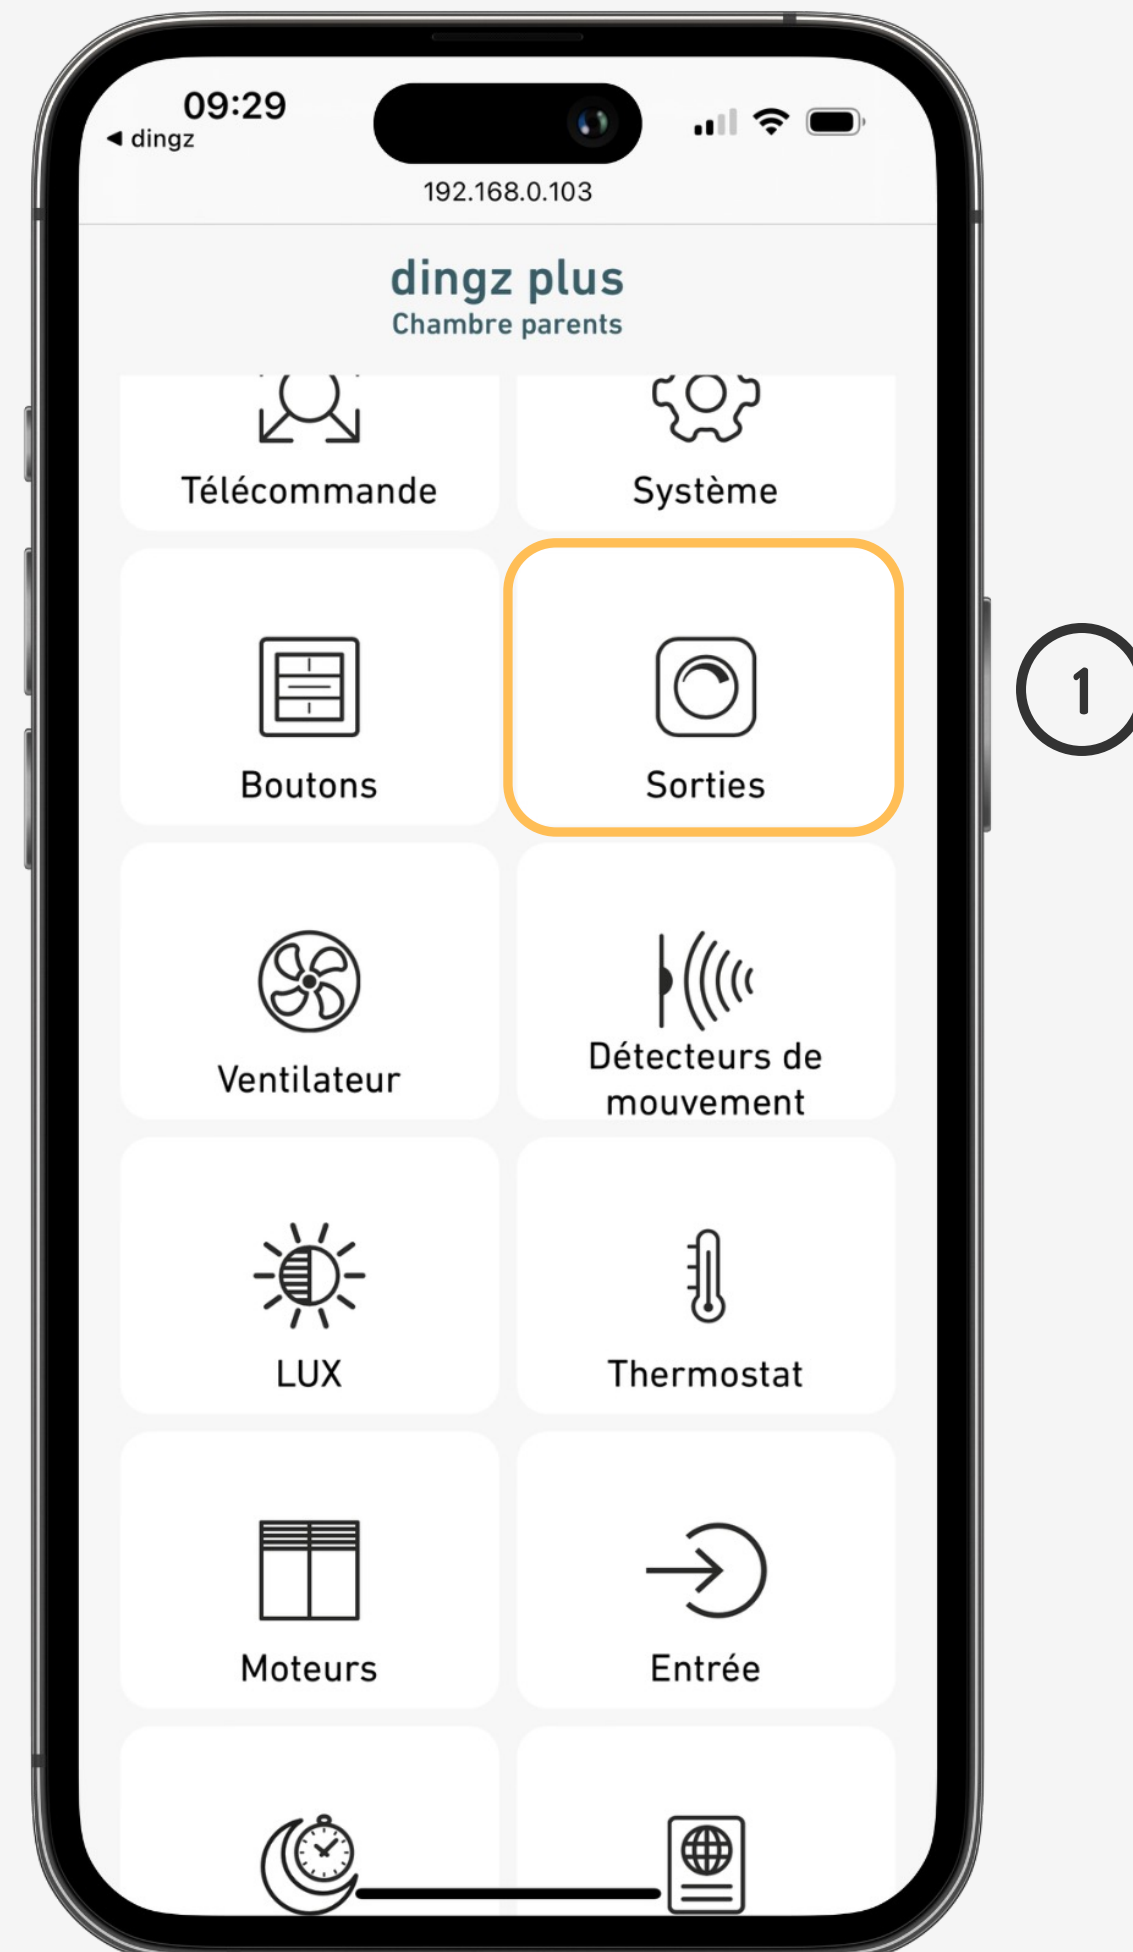 09:29
◀ dingz
192.168.0.103
dingz plus
Chambre parents
Télécommande
Système
Boutons
Sorties
1
Ventilateur
Détecteurs de
mouvement
LUX
Thermostat
Moteurs
Entrée